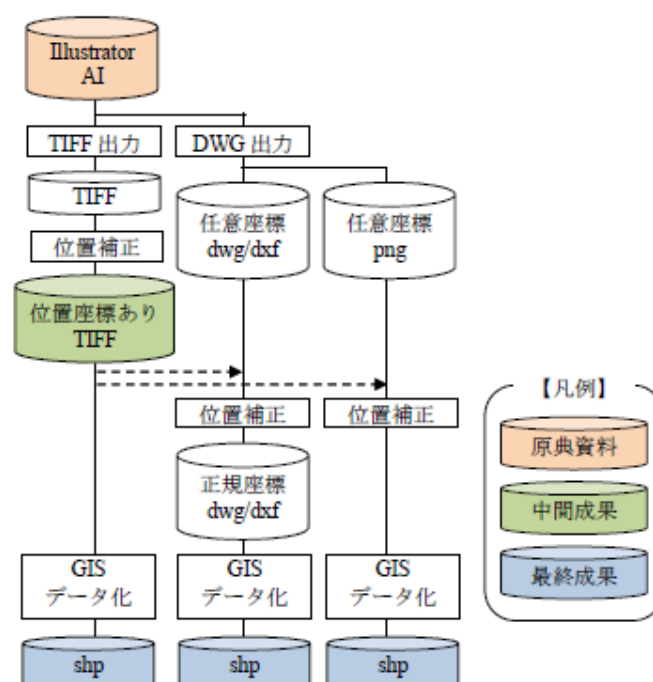 Illustrator
AI
TIFF 出力
DWG 出力
TIFF
任意座標
dwg/dxf
任意座標
png
位置補正
位置座標あり
TIFF
位置補正
位置補正
正規座標
dwg/dxf
GIS
データ化
GIS
データ化
GIS
データ化
shp
shp
shp
【凡例】
原典資料
中間成果
最終成果